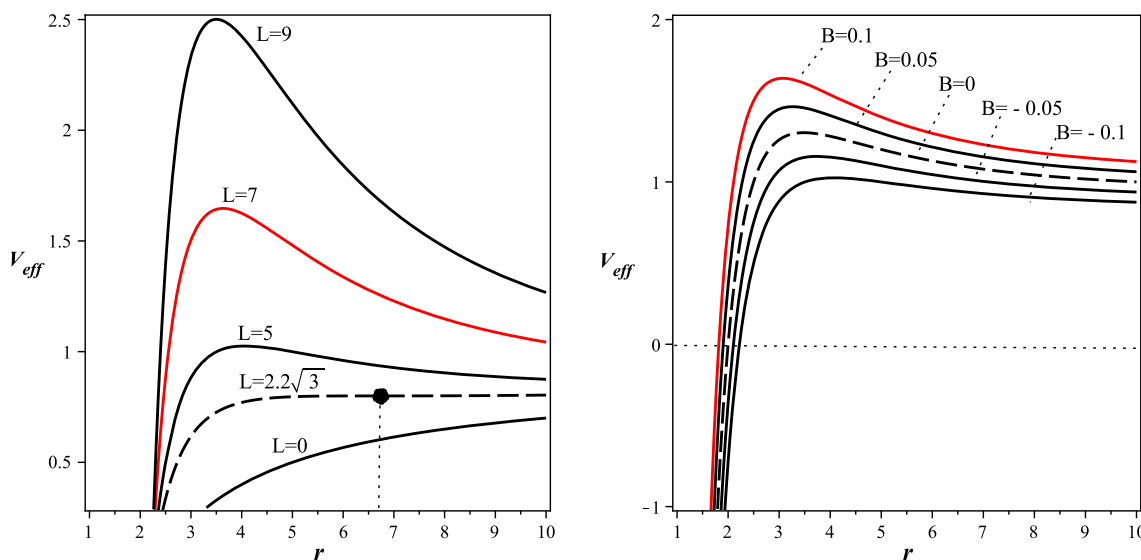 2.5
2
1.5
1
0.5
V_eff
L=9
L=7
L=5
L=2.2√3
L=0
1 2 3 4 5 6 7 8 9 10
r
2
1
0
-1
V_eff
B=0.1
B=0.05
B=0
B= - 0.05
B= - 0.1
1 2 3 4 5 6 7 8 9 10
r